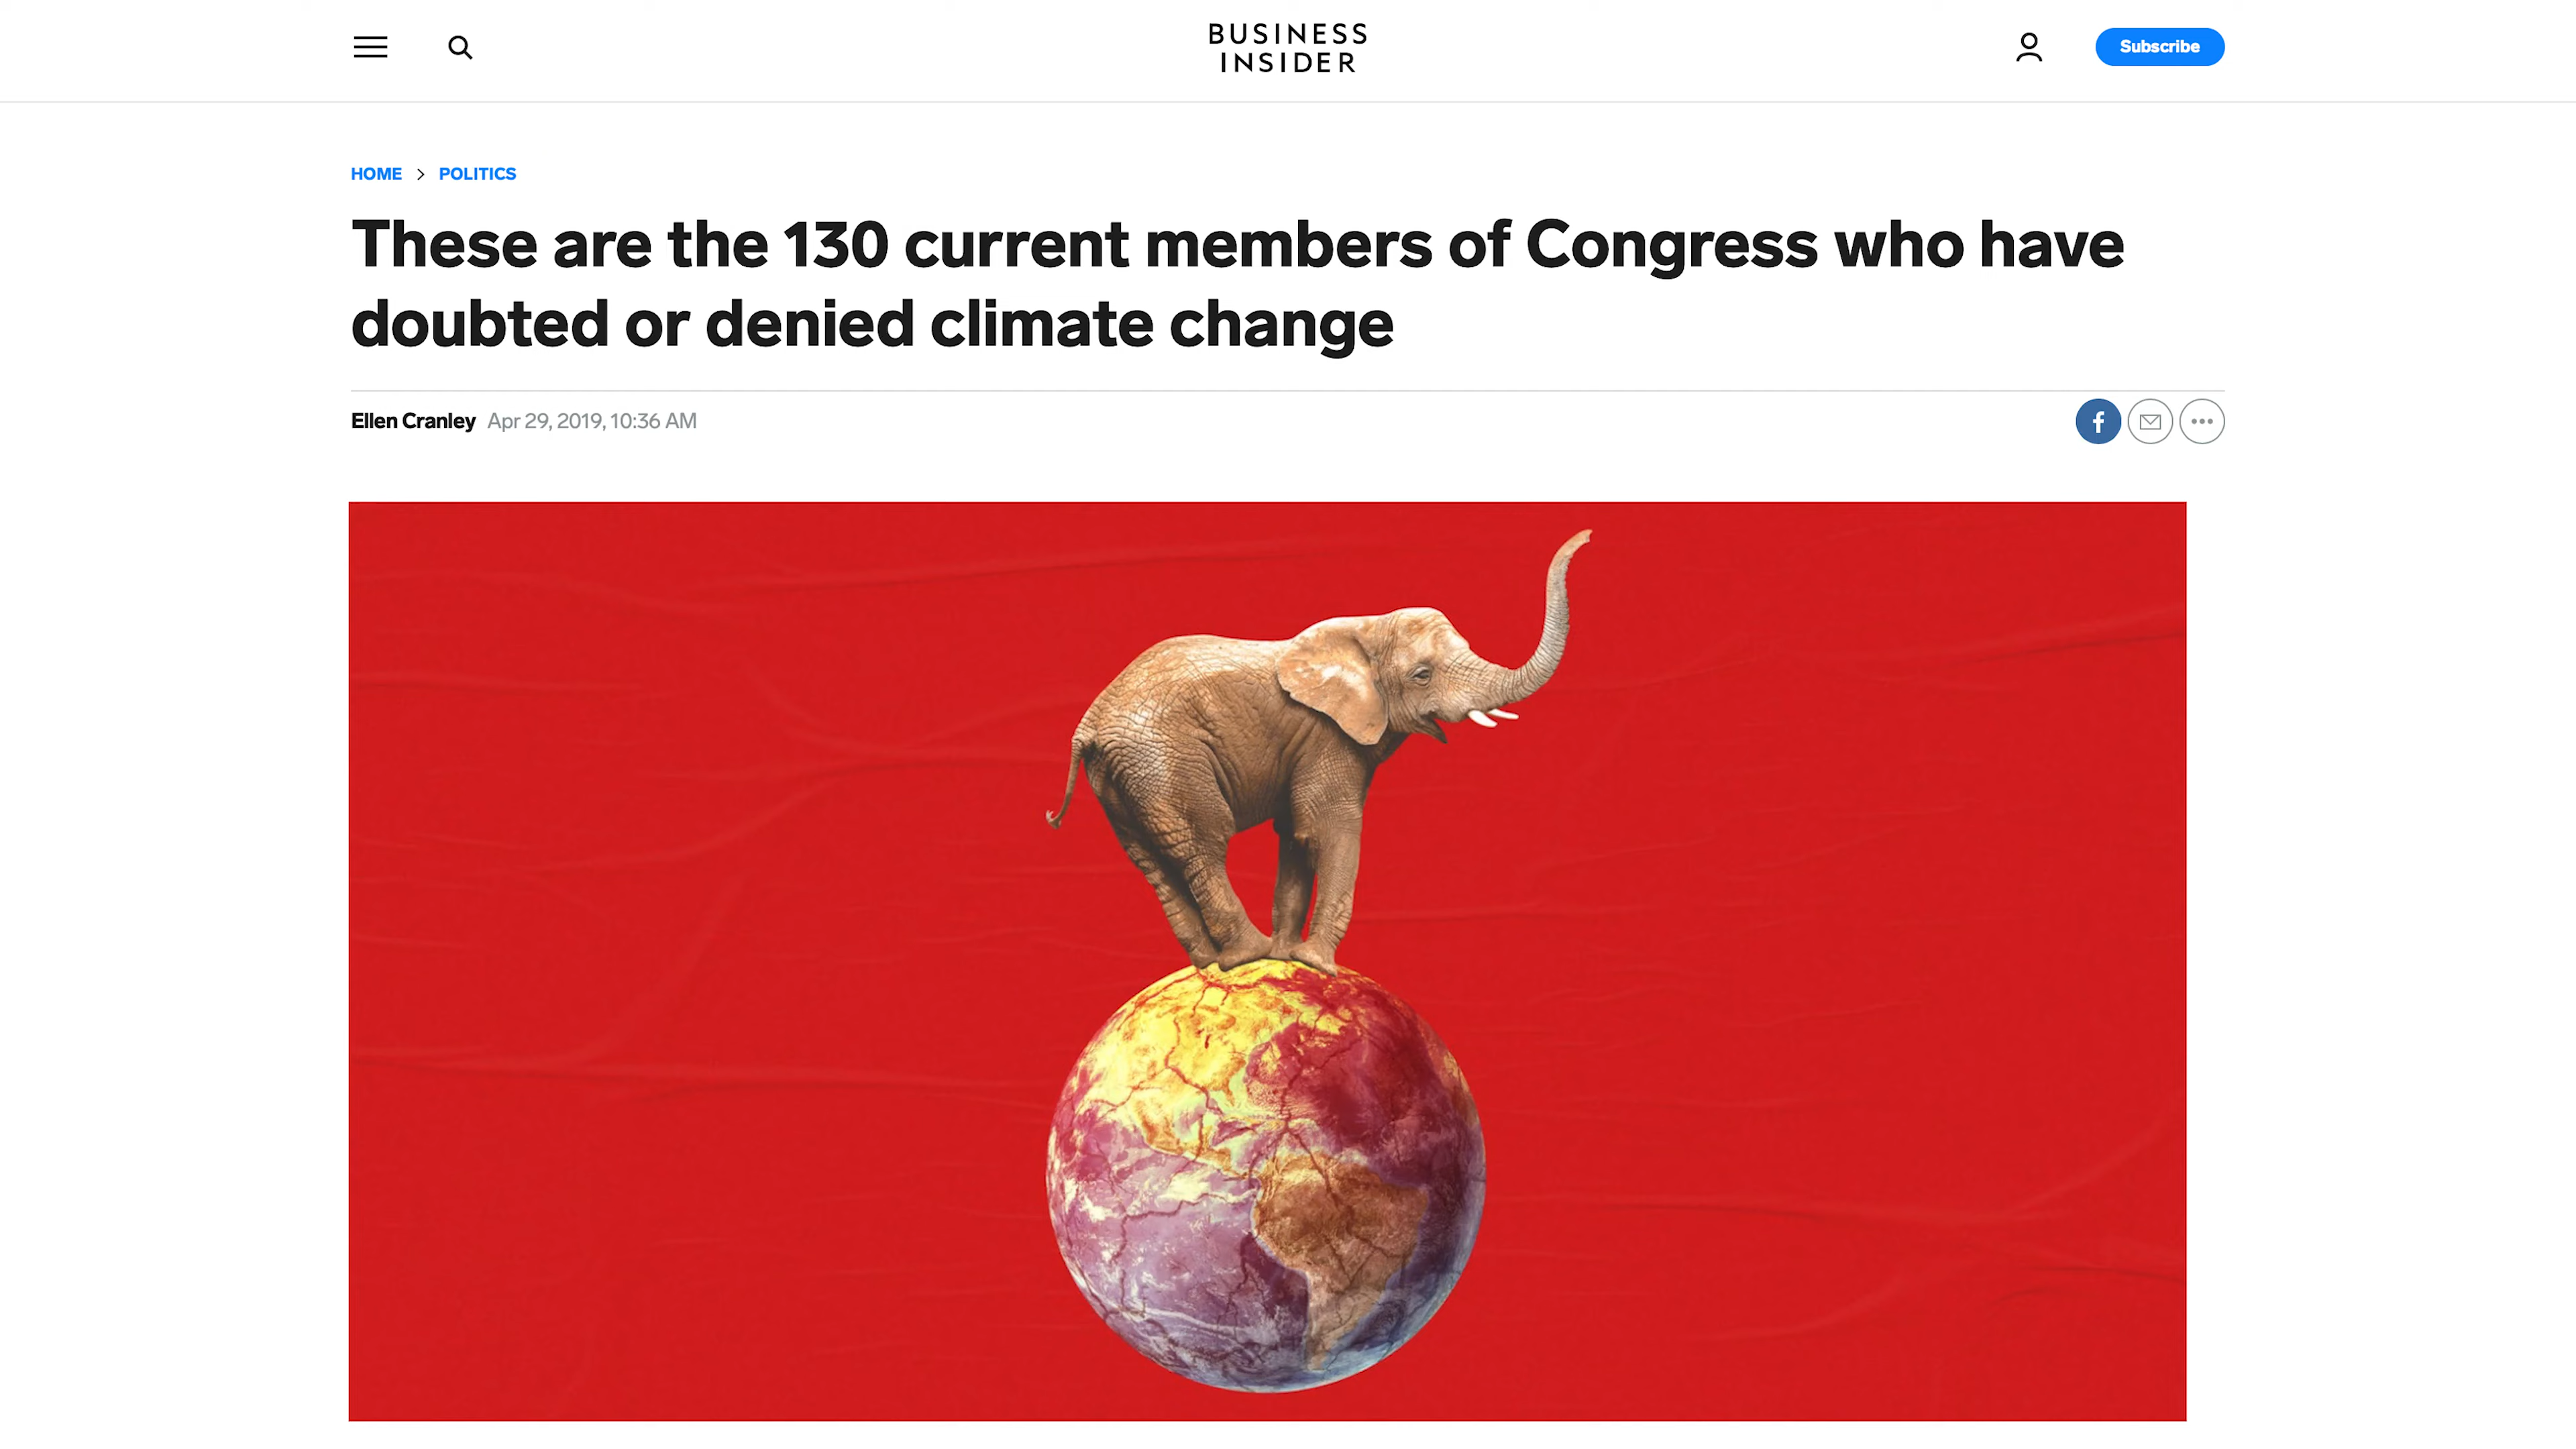 BUSINESS
INSIDER
Subscribe
HOME > POLITICS
These are the 130 current members of Congress who have
doubted or denied climate change
Ellen Cranley Apr 29, 2019, 10:36 AM
f